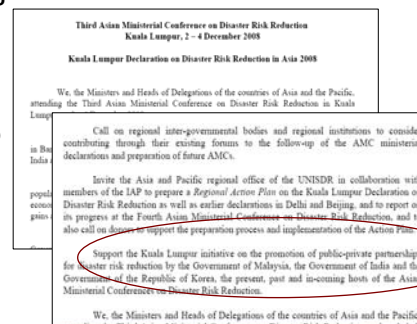 Third Asian Ministerial Conference on Disaster Risk Reduction
Kuala Lumpur, 2 – 4 December 2008
Kuala Lumpur Declaration on Disaster Risk Reduction in Asia 2008
We, the Ministers and Heads of Delegations of the countries of Asia and the Pacific,
attending the Third Asian Ministerial Conference on Disaster Risk Reduction in Kuala
Call on regional inter-governmental bodies and regional institutions to
contributing through their existing forums to the follow-up of the AMC ministerial
declarations and preparation of future AMCs.
Invite the Asia and Pacific regional office of the UNISDR in collaboration with
members of the IAP to prepare a Regional Action Plan on the Kuala Lumpur Declaration
Disaster Risk Reduction as well as earlier declarations in Delhi and Beijing, and to report
its progress at the Fourth Asian Ministerial Conference on Disaster Risk Reduction, and
also call on donors to support the preparation process and implementation of the Action Plan
Support the Kuala Lumpur initiative on the promotion of public-private
for disaster risk reduction by the Government of Malaysia, the Government of India and
Government of the Republic of Korea, the present, past and in-coming hosts of the
Ministerial Conferences on Disaster Risk Reduction.
We, the Ministers and Heads of Delegations of the countries of Asia and the Pacific